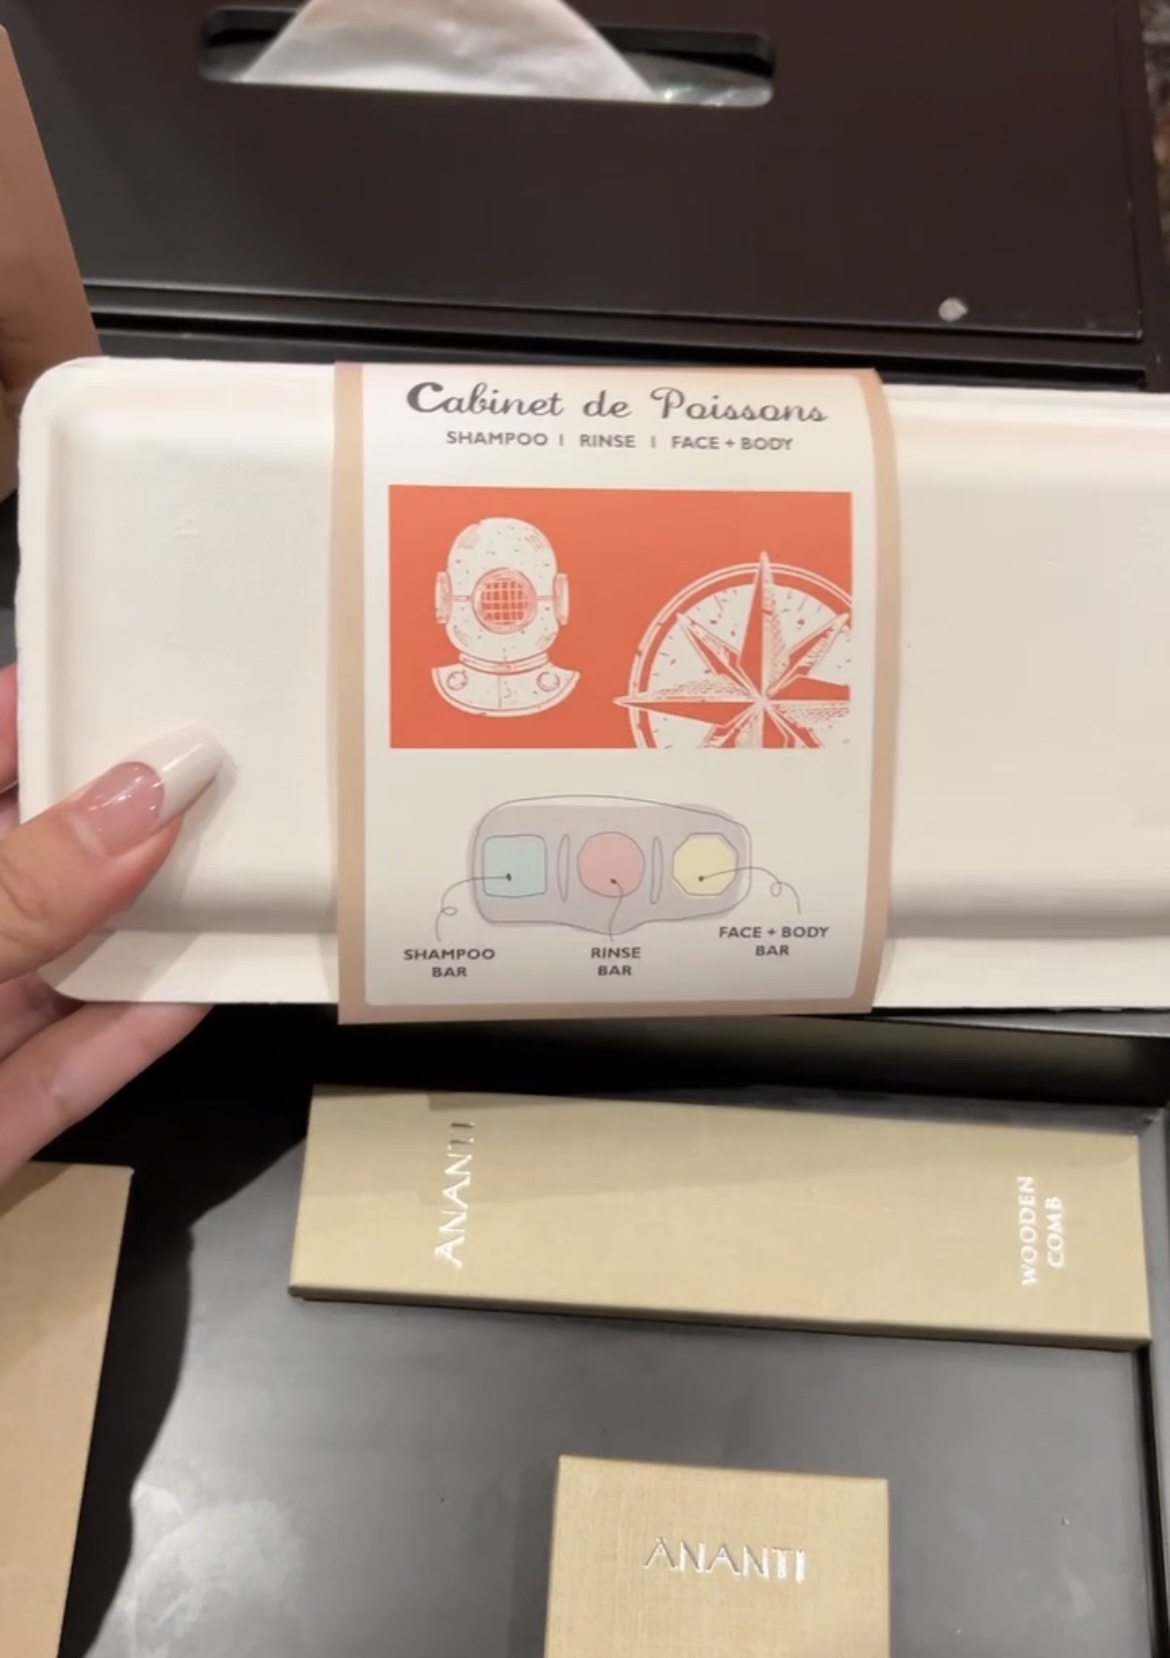 Cabinet de Poissons
SHAMPOO | RINSE | FACE + BODY
SHAMPOO
BAR
RINSE
BAR
FACE + BODY
BAR
ANANTI
WOODEN
COMB
ANANTI